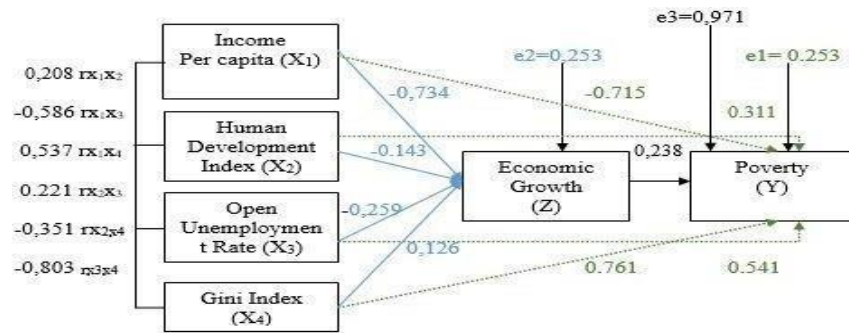 e3=0,971
e2=0.253
e1= 0.253
Income
Per capita (X1)
0,208 rx1x2
-0,586 rx1x3
0,537 rx1x4
0.221 rx2x3
-0,351 rx2x4
-0,803 rx3x4
-0,734
-0.715
0.311
Human
Development
Index (X2)
-0.143
Economic
Growth
(Z)
0,238
Poverty
(Y)
Open
Unemploymen
t Rate (X3)
-0,259
0,126
0.761
0.541
Gini Index
(X4)